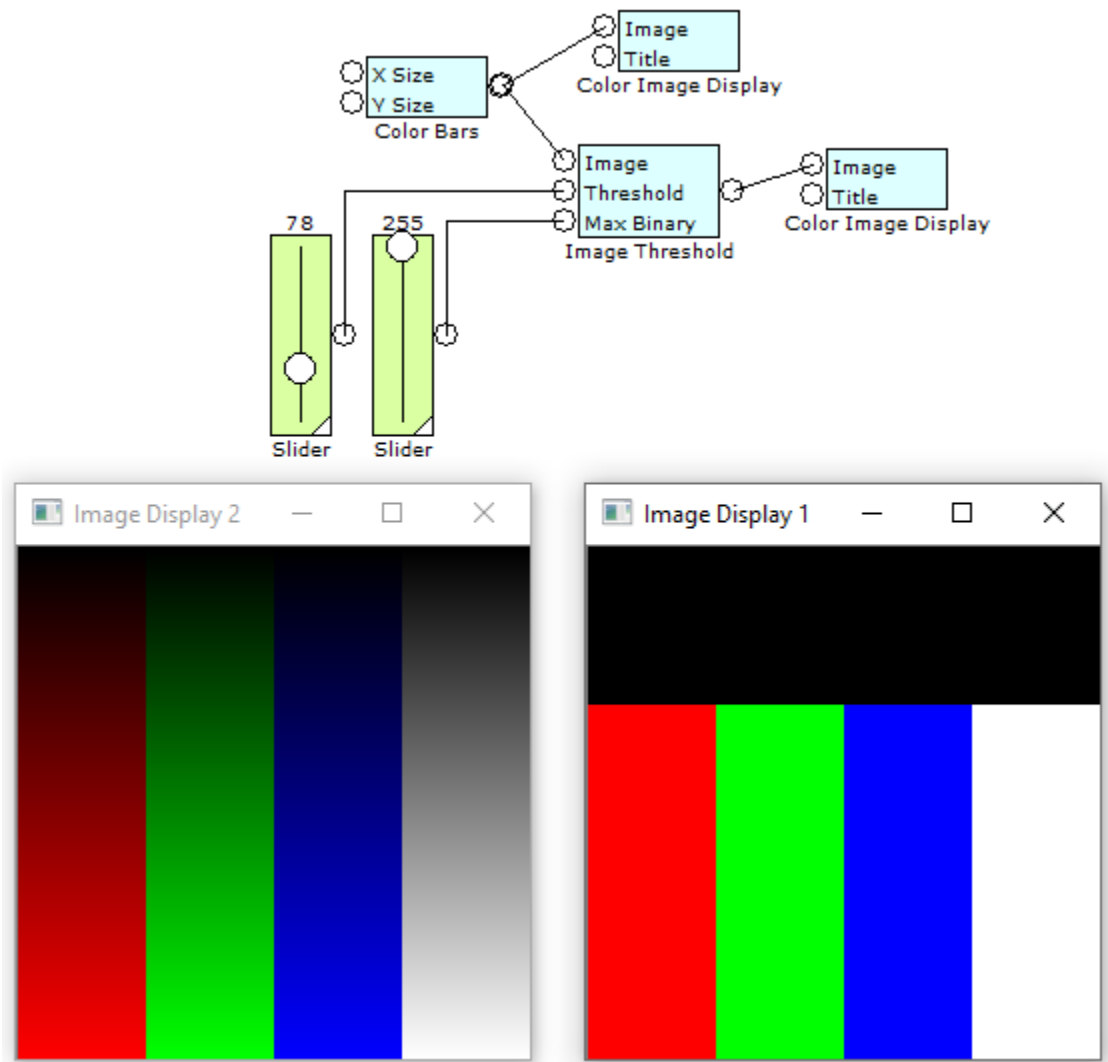 Image
Title
Color Image Display
X Size
Y Size
Color Bars
Image
Threshold
Max Binary
Image Threshold
Image
Title
Color Image Display
78
Slider
255
Slider
Image Display 2
Image Display 1